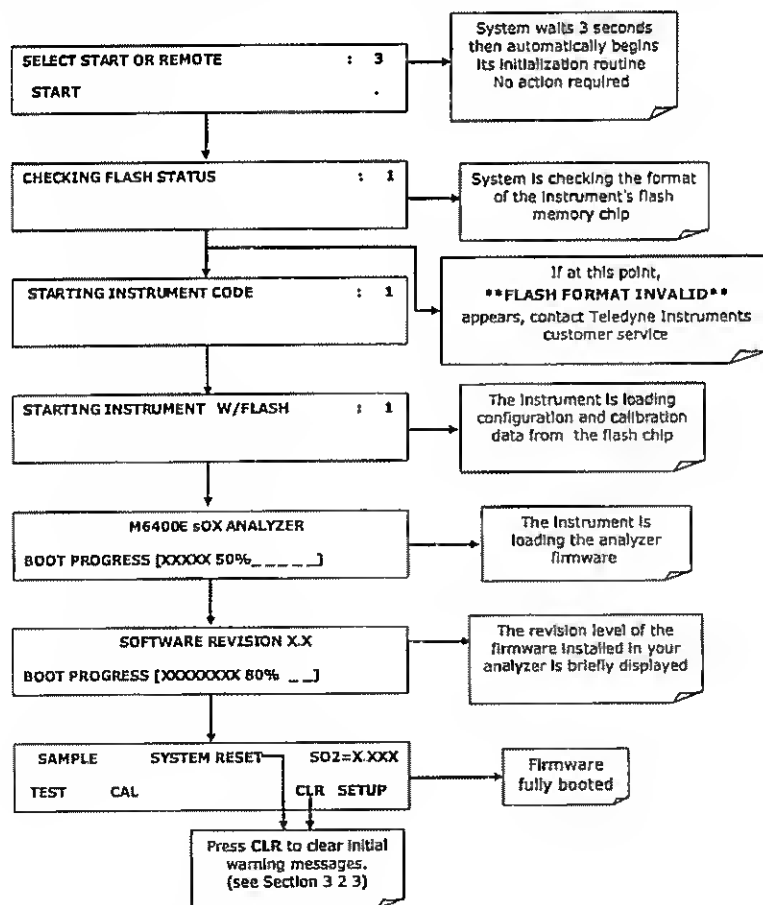 SELECT START OR REMOTE : 3
START .
System waits 3 seconds
then automatically begins
its initialization routine
No action required
CHECKING FLASH STATUS : 1
System is checking the format
of the instrument's flash
memory chip
If at this point,
**FLASH FORMAT INVALID**
appears, contact Teledyne Instruments
customer service
STARTING INSTRUMENT CODE : 1
STARTING INSTRUMENT W/FLASH : 1
The Instrument is loading
configuration and calibration
data from the flash chip
M6400E sOX ANALYZER
BOOT PROGRESS [XXXXX 50%_ _ _ _ _]
The Instrument is
loading the analyzer
firmware
SOFTWARE REVISION X.X
BOOT PROGRESS [XXXXXXXX 80% _ _]
The revision level of the
firmware installed in your
analyzer is briefly displayed
SAMPLE SYSTEM RESET SO2=X.XXX
TEST CAL CLR SETUP
Firmware
fully booted
Press CLR to clear initial
warning messages.
(see Section 3 2 3)